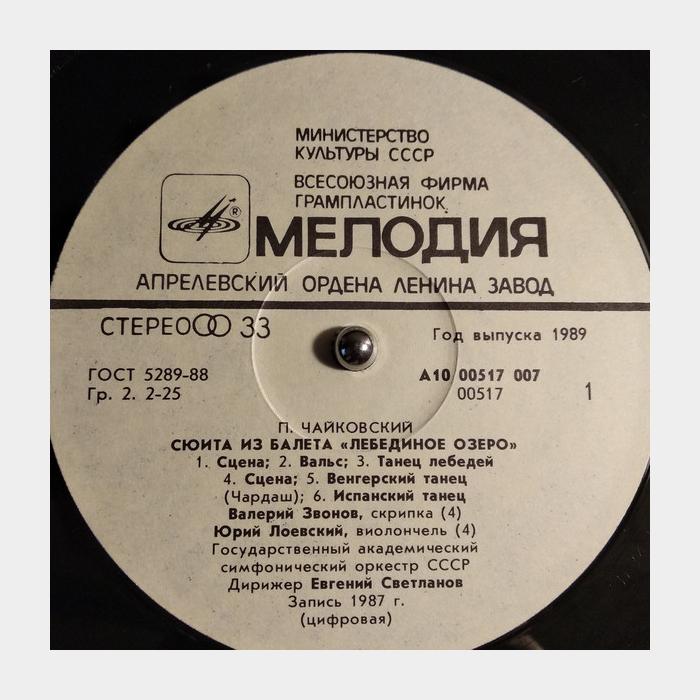 МИНИСТЕРСТВО
КУЛЬТУРЫ СССР
ВСЕСОЮЗНАЯ ФИРМА
ГРАМПЛАСТИНОК
®
МЕЛОДИЯ
АПРЕЛЕВСКИЙ ОРДЕНА ЛЕНИНА ЗАВОД
СТЕРЕО 33
Год выпуска 1989
ГОСТ 5289-88
Гр. 2. 2-25
А10 00517 007
00517
1
П. ЧАЙКОВСКИЙ
СЮИТА ИЗ БАЛЕТА «ЛЕБЕДИНОЕ ОЗЕРО»
1. Сцена; 2. Вальс; 3. Танец лебедей
4. Сцена; 5. Венгерский танец
(Чардаш); 6. Испанский танец
Валерий Звонов, скрипка (4)
Юрий Лоевский, виолончель (4)
Государственный академический
симфонический оркестр СССР
Дирижер Евгений Светланов
Запись 1987 г.
(цифровая)